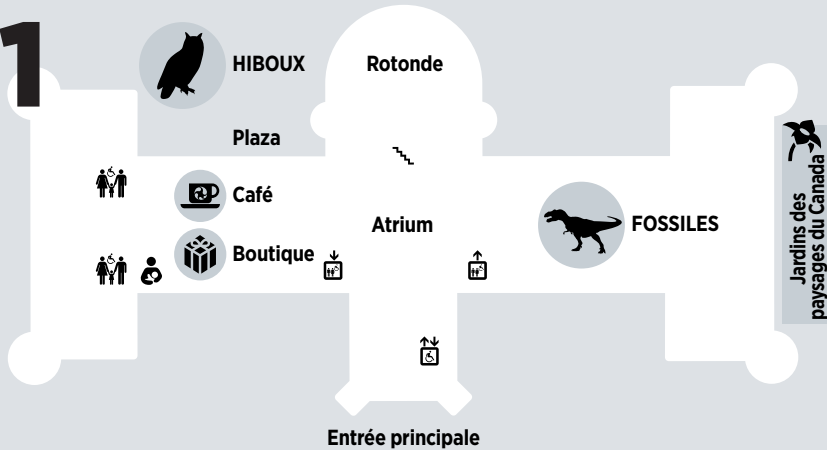 1
HIBOUX
Rotonde
Plaza
Café
Atrium
FOSSILES
Boutique
Jardins des
paysages du Canada
Entrée principale